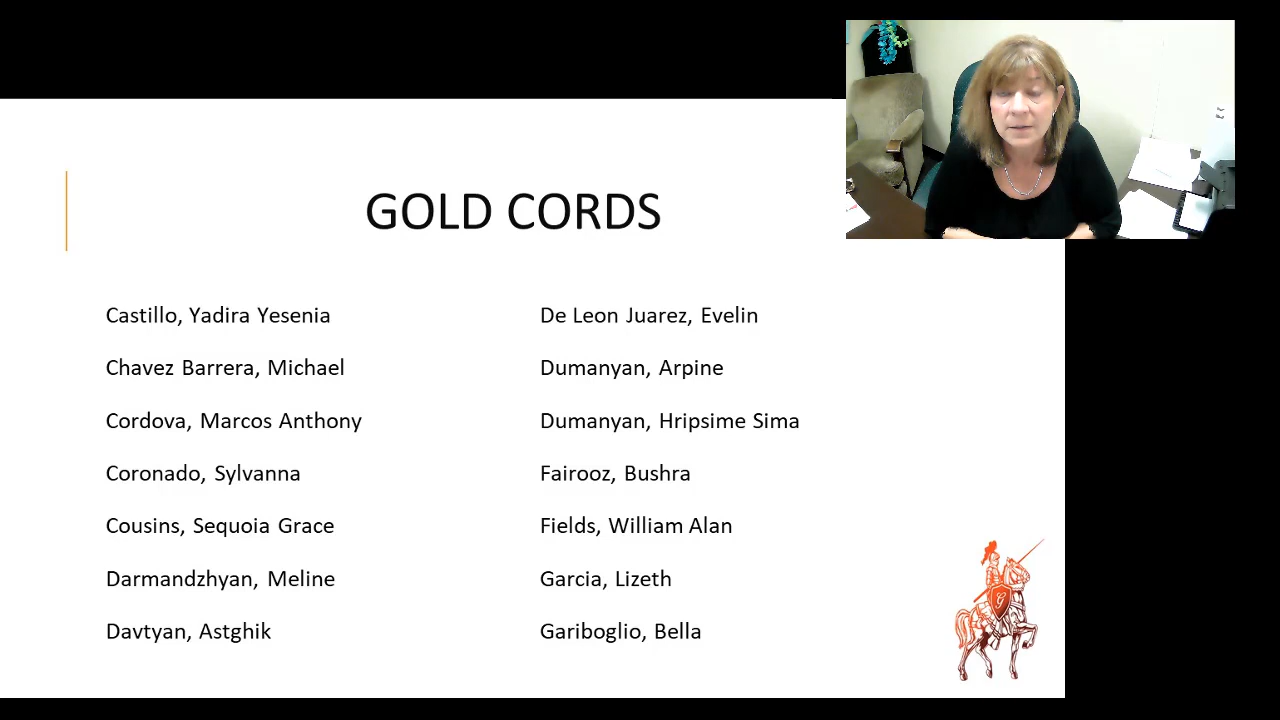 GOLD CORDS
Castillo, Yadira Yesenia
Chavez Barrera, Michael
Cordova, Marcos Anthony
Coronado, Sylvanna
Cousins, Sequoia Grace
Darmandzhyan, Meline
Davtyan, Astghik
De Leon Juarez, Evelin
Dumanyan, Arpine
Dumanyan, Hripsime Sima
Fairooz, Bushra
Fields, William Alan
Garcia, Lizeth
Gariboglio, Bella
G